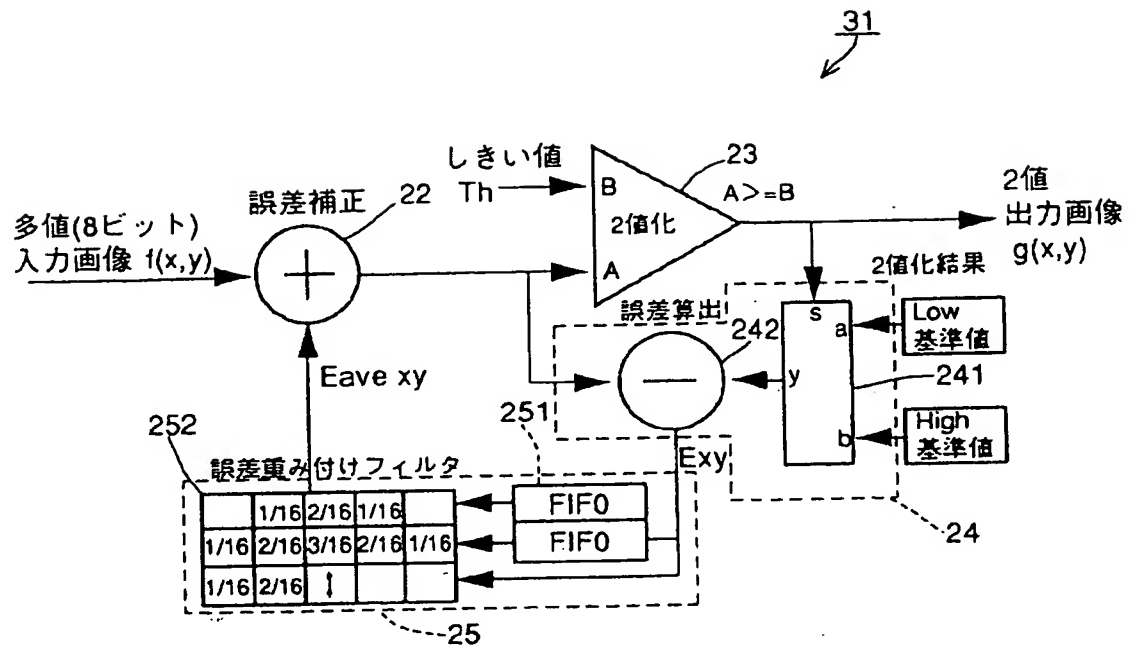 31
しきい値
Th
B
A
2値化
23
A>=B
2値
出力画像
g(x,y)
多値(8ビット)
入力画像 f(x,y)
誤差補正
22
2値化結果
誤差算出
242
s
a
y
b
Low
基準値
241
High
基準値
Eave xy
251
252
Exy
誤差重み付けフィルタ
FIFO
FIFO
1/16 2/16 1/16
1/16 2/16 3/16 2/16 1/16
1/16 2/16
24
25